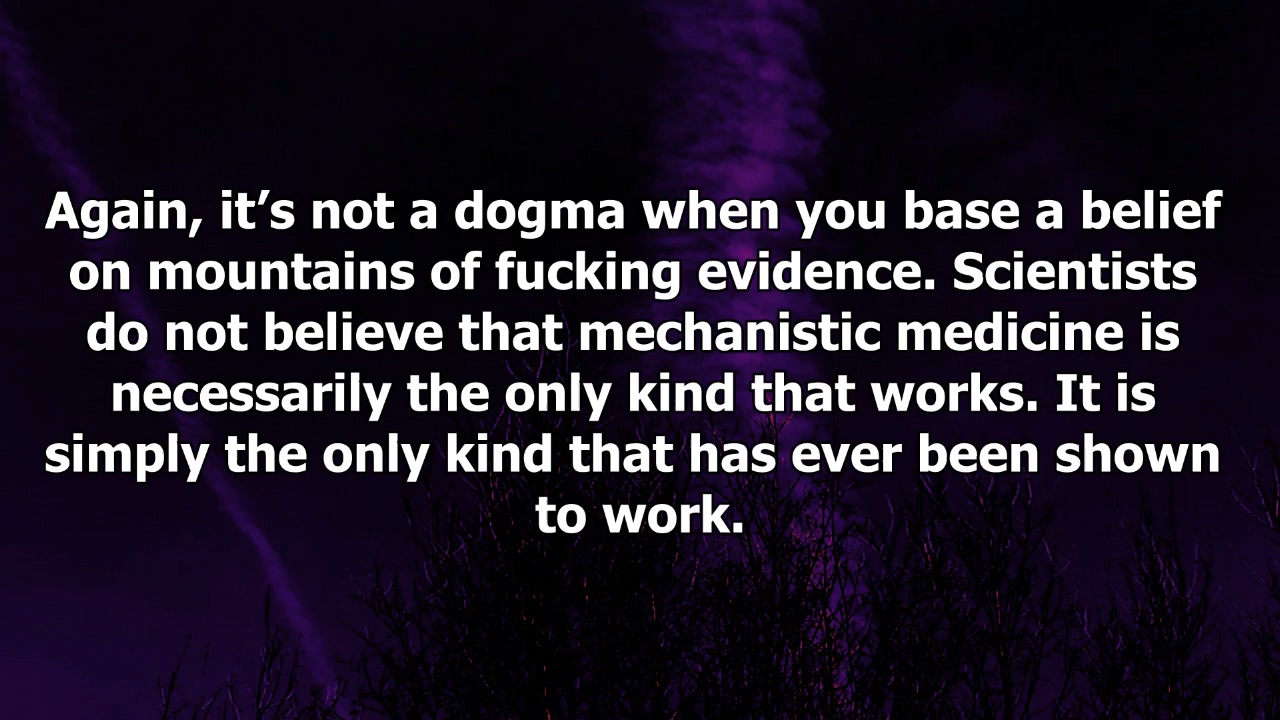 Again, it’s not a dogma when you base a belief
on mountains of fucking evidence. Scientists
do not believe that mechanistic medicine is
necessarily the only kind that works. It is
simply the only kind that has ever been shown
to work.